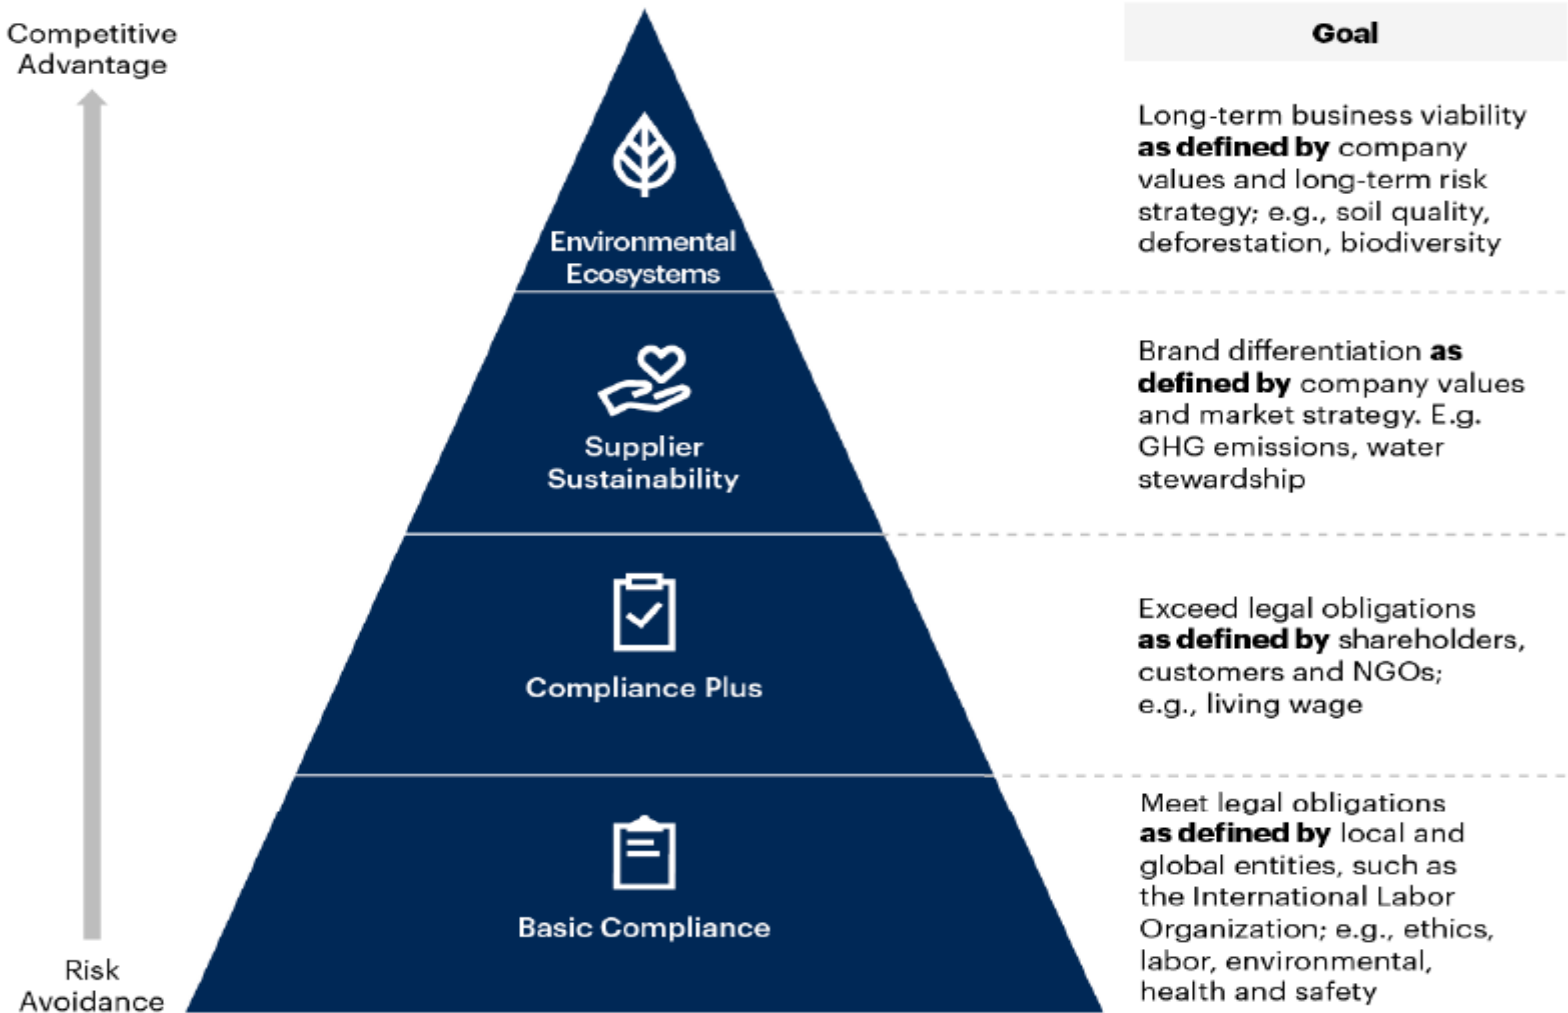 Competitive
Advantage
Goal
Long-term business viability
as defined by company
values and long-term risk
strategy; e.g., soil quality,
deforestation, biodiversity
Environmental
Ecosystems
Brand differentiation as
defined by company values
and market strategy. E.g.
GHG emissions, water
stewardship
Supplier
Sustainability
Exceed legal obligations
as defined by shareholders,
customers and NGOs;
e.g., living wage
Compliance Plus
Meet legal obligations
as defined by local and
global entities, such as
the International Labor
Organization; e.g., ethics,
labor, environmental,
health and safety
Basic Compliance
Risk
Avoidance